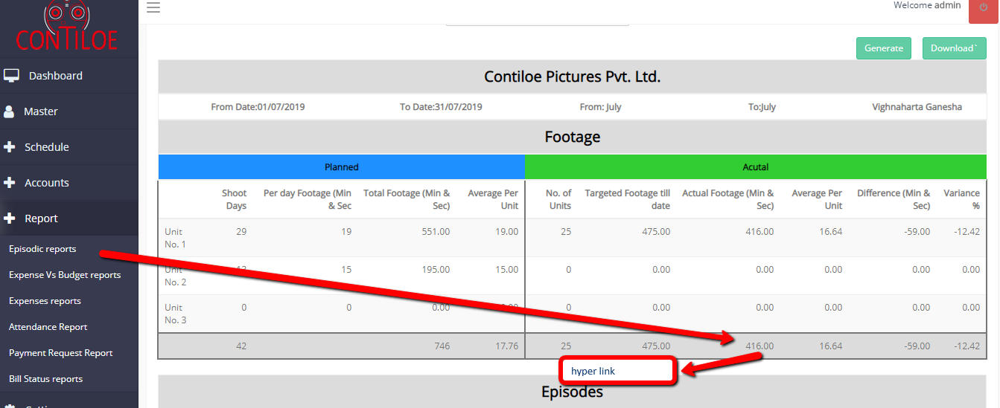 CONTILOE
Welcome admin
Dashboard
Master
Schedule
Accounts
Report
Episodic reports
Expense Vs Budget reports
Expenses reports
Attendance Report
Payment Request Report
Bill Status reports
Generate Download`
Contiloe Pictures Pvt. Ltd.
From Date:01/07/2019 To Date:31/07/2019 From: July To:July Vighnaharta Ganesha
Footage
Planned Acutal
Shoot Per day Footage (Min Total Footage (Min & Average Per No. of Targeted Footage till Actual Footage (Min & Average Per Difference (Min & Variance
Days & Sec Sec) Unit Units date Sec) Unit Sec) %
Unit 29 19 551.00 19.00 25 475.00 416.00 16.64 -59.00 -12.42
No. 1
Unit 15 195.00 15.00 0 0.00 0.00 0.00 0.00 0.00
No. 2
Unit 0 0 0.00 0 0.00 0.00 0.00 0.00 0.00
No. 3
42 746 17.76 25 475.00 416.00 16.64 -59.00 -12.42
hyper link
Episodes